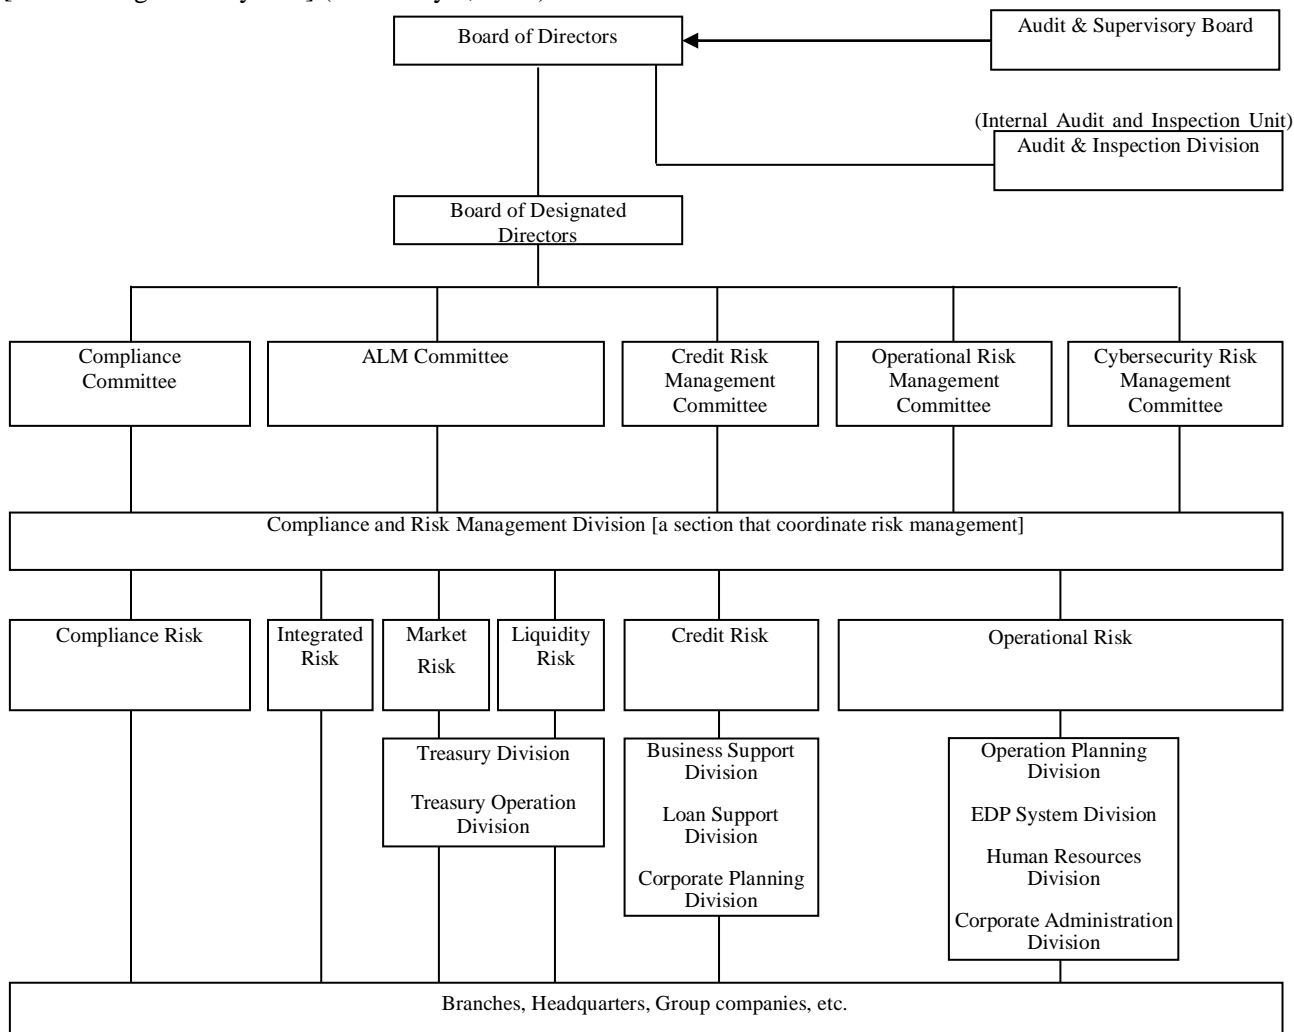 Board of Directors
Audit & Supervisory Board
(Internal Audit and Inspection Unit)
Audit & Inspection Division
Board of Designated
Directors
Compliance
Committee
ALM Committee
Credit Risk
Management
Committee
Operational Risk
Management
Committee
Cybersecurity Risk
Management
Committee
Compliance and Risk Management Division [a section that coordinate risk management]
Compliance Risk
Integrated
Risk
Market
Risk
Liquidity
Risk
Credit Risk
Operational Risk
Treasury Division
Treasury Operation
Division
Business Support
Division
Loan Support
Division
Corporate Planning
Division
Operation Planning
Division
EDP System Division
Human Resources
Division
Corporate Administration
Division
Branches, Headquarters, Group companies, etc.